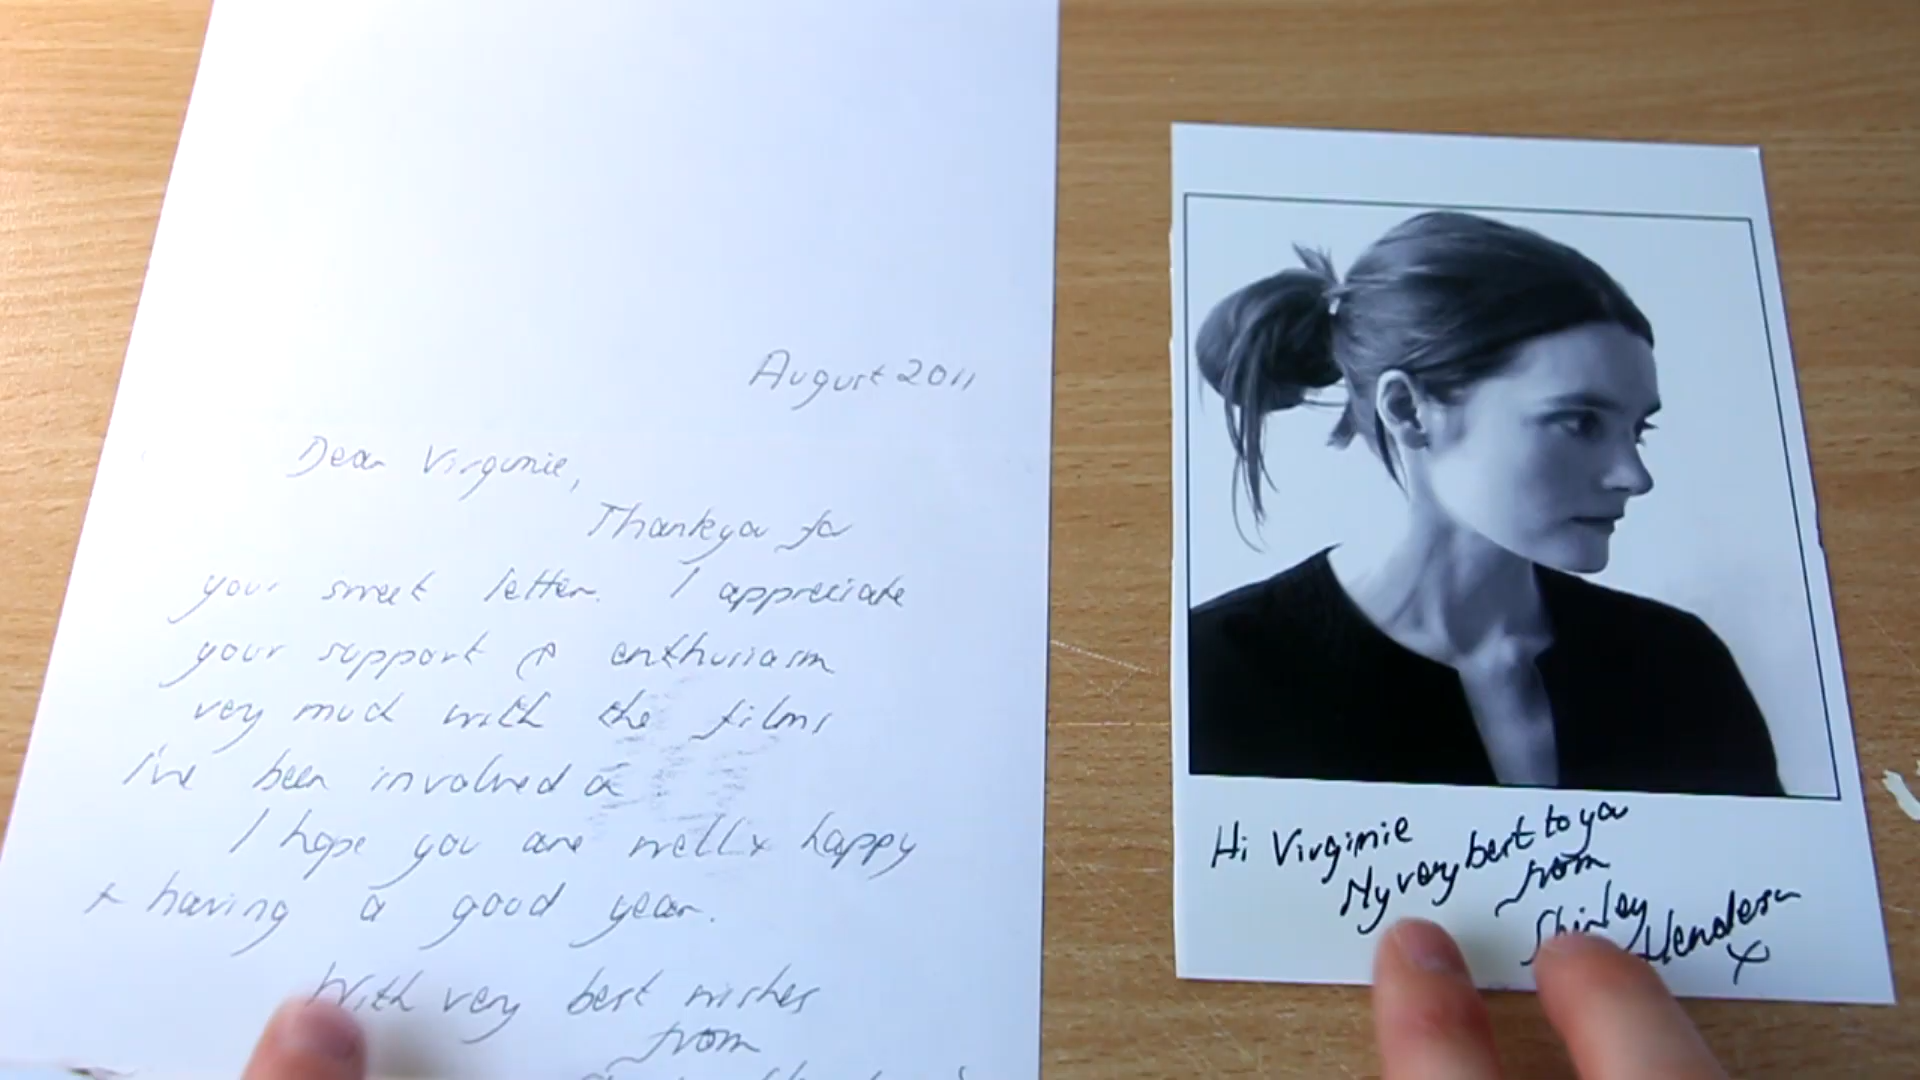 August 2011
Dear Virginie,
Thankyou for
your sweet letter. I appreciate
your support & enthusiasm
very much with the films
I've been involved
I hope you are well & happy
& having a good year.
With very best wishes
from
Hi Virginie
My very best to you
from
Shirley Henderson
x